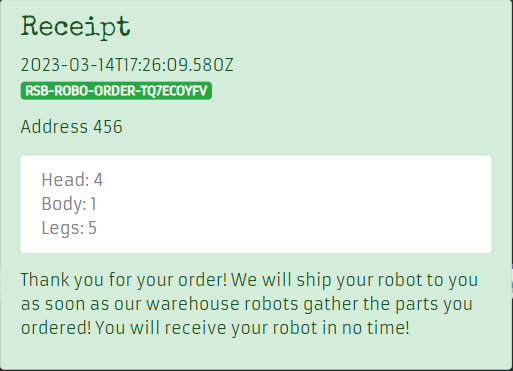 Receipt
2023-03-14T17:26:09.580Z
RSB-ROBO-ORDER-TQ7ECOYFV
Address 456
Head: 4
Body: 1
Legs: 5
Thank you for your order! We will ship your robot to you
as soon as our warehouse robots gather the parts you
ordered! You will receive your robot in no time!